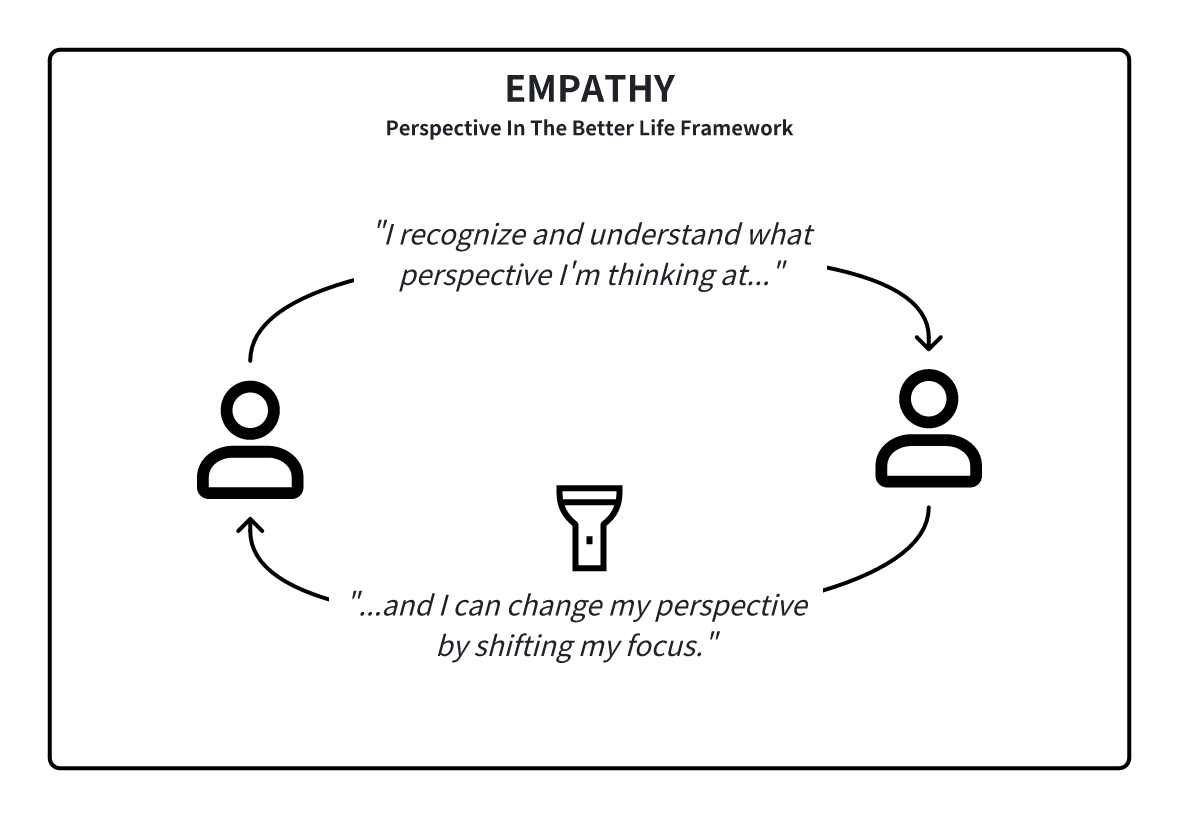 EMPATHY
Perspective In The Better Life Framework
"I recognize and understand what
perspective I'm thinking at..."
"...and I can change my perspective
by shifting my focus."